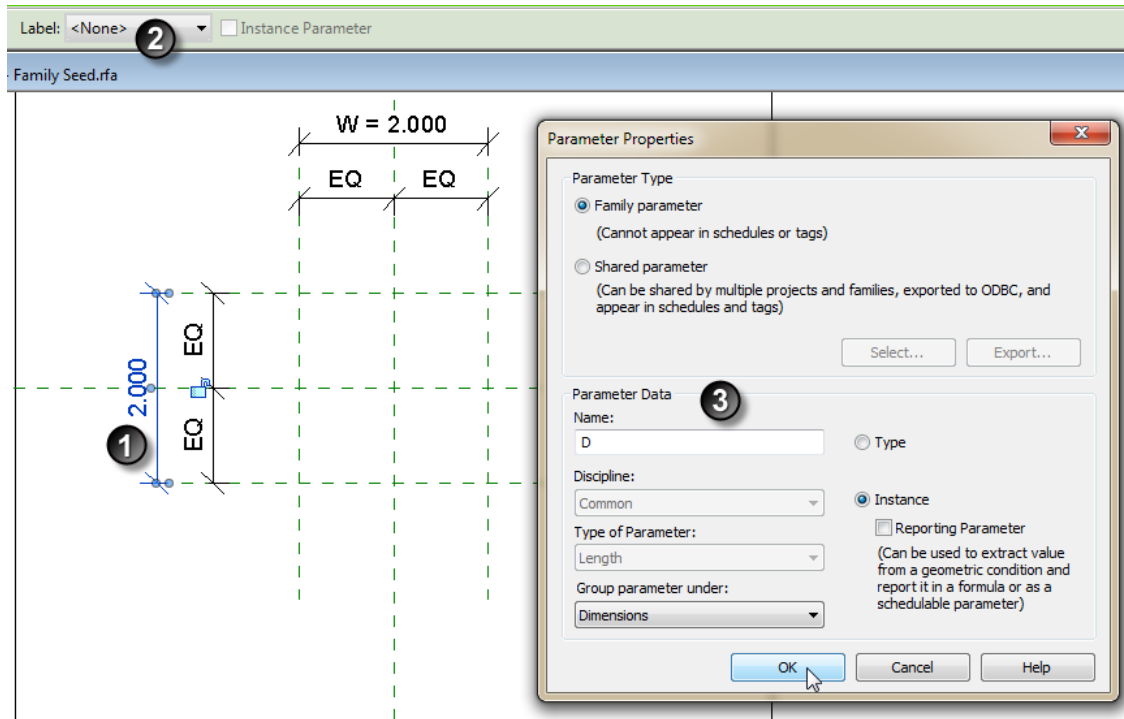 Label: <None> 2 Instance Parameter
- Family Seed.rfa
W = 2.000
EQ EQ
EQ
2.000
EQ
1
Parameter Properties
X
Parameter Type
Family parameter
(Cannot appear in schedules or tags)
Shared parameter
(Can be shared by multiple projects and families, exported to ODBC, and
appear in schedules and tags)
Select... Export...
Parameter Data 3
Name:
D
Type
Discipline:
Common
Instance
Reporting Parameter
(Can be used to extract value
from a geometric condition and
report it in a formula or as a
schedulable parameter)
Type of Parameter:
Length
Group parameter under:
Dimensions
OK Cancel Help